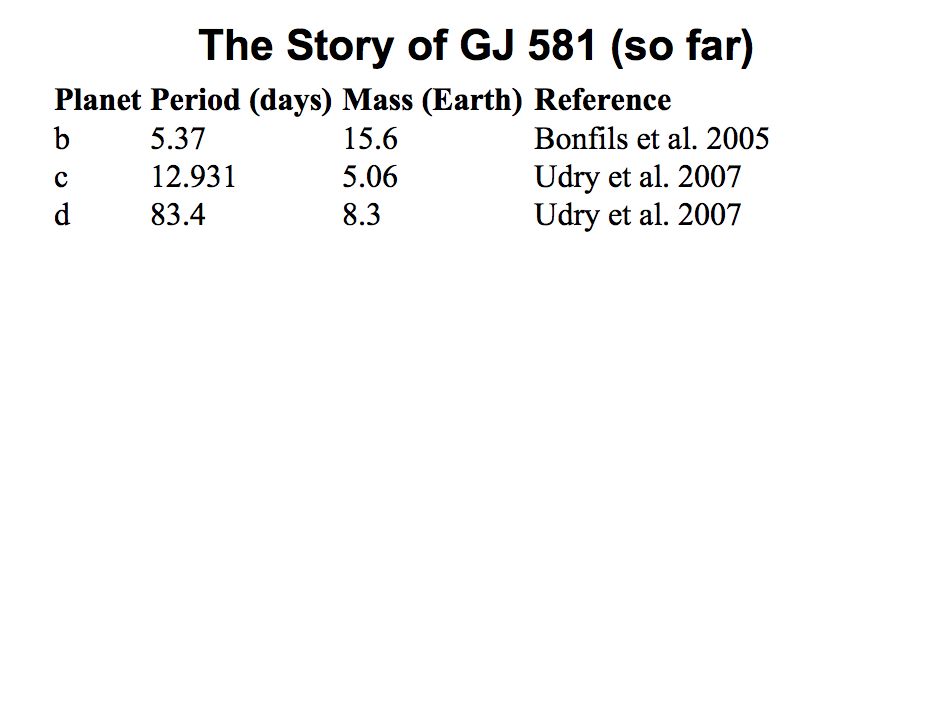 The Story of GJ 581 (so far)
Planet Period (days) Mass (Earth) Reference
b 5.37 15.6 Bonfils et al. 2005
c 12.931 5.06 Udry et al. 2007
d 83.4 8.3 Udry et al. 2007